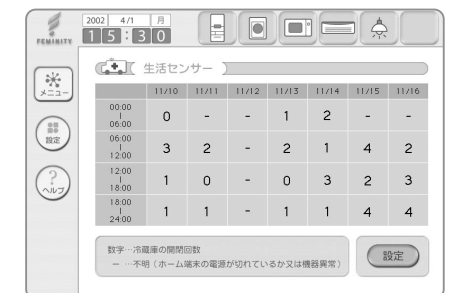 FEMINITY
2002 4/1 月
15:30
メニュー
設定
ヘルプ
生活センサー
11/10 11/11 11/12 11/13 11/14 11/15 11/16
00:00 | 06:00 0 - - 1 2 - -
06:00 | 12:00 3 2 - 2 1 4 2
12:00 | 18:00 1 0 - 0 3 2 3
18:00 | 24:00 1 1 - 1 1 4 4
数字…冷蔵庫の開閉回数
ー …不明(ホーム端末の電源が切れているか又は機器異常)
設定